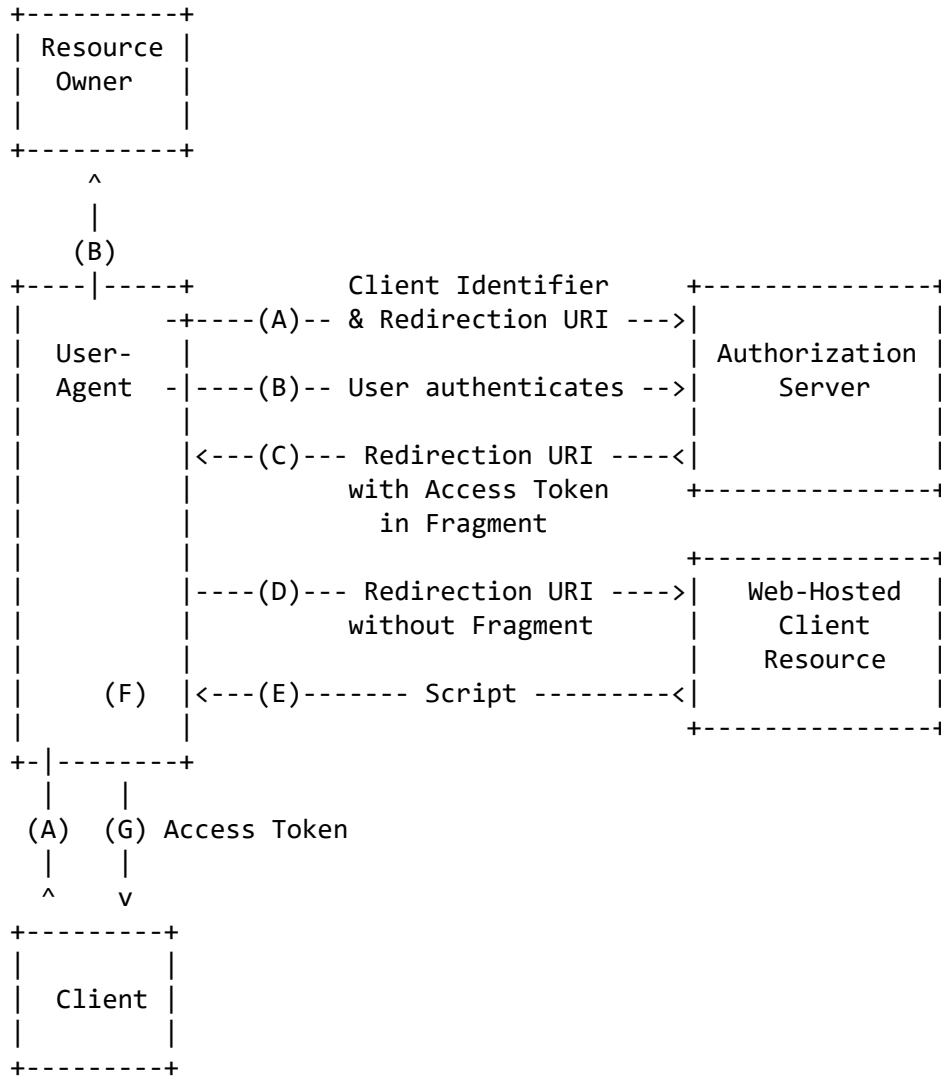 +----------+
| Resource |
|  Owner   |
|          |
+----------+
     ^
     |
    (B)
+----|-----+          Client Identifier     +---------------+
|         -+----(A)-- & Redirection URI --->|               |
|  User-   |                                | Authorization |
|  Agent  -|----(B)-- User authenticates -->|     Server    |
|          |                                |               |
|          |<---(C)--- Redirection URI ----<|               |
|          |          with Access Token     +---------------+
|          |            in Fragment
|          |                                +---------------+
|          |----(D)--- Redirection URI ---->|   Web-Hosted  |
|          |          without Fragment      |     Client    |
|          |                                |    Resource   |
|     (F)  |<---(E)------- Script ---------<|               |
|          |                                +---------------+
+-|--------+
  |    |
 (A)  (G) Access Token
  |    |
  ^    v
+---------+
|         |
|  Client |
|         |
+---------+